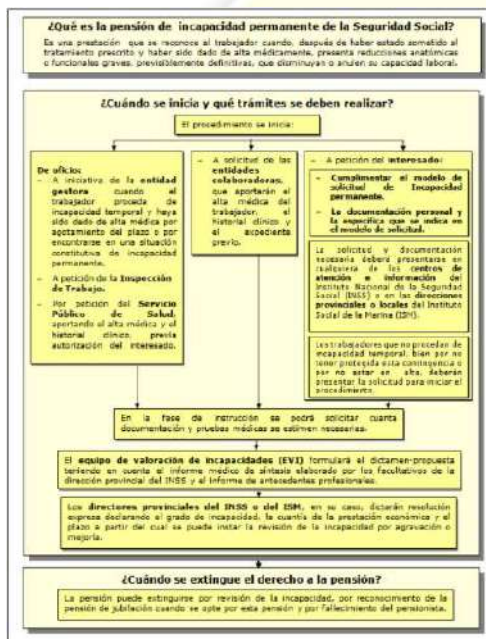 ¿Qué es la pensión de incapacidad permanente de la Seguridad Social?
Es una prestación que se reconoce al trabajador cuando, después de haber estado sometido al
tratamiento prescrito y haber sido dado de alta médicamente, presenta reducciones anatómicas
o funcionales graves, previsiblemente definitivas, que disminuyan o anulen su capacidad laboral.
¿Cuándo se inicia y qué trámites se deben realizar?
El procedimiento se inicia:
De oficio:
– A iniciativa de la entidad
gestora cuando el
trabajador proceda de
incapacidad temporal y haya
sido dado de alta médica por
agotamiento del plazo o por
encontrarse en una situación
constitutiva de incapacidad
permanente.
– A petición de la Inspección
de Trabajo.
– Por petición del Servicio
Público de Salud,
aportando el alta médica y el
historial clínico, previa
autorización del interesado.
– A solicitud de las
entidades
colaboradoras,
que aportarán el
alta médica del
trabajador, el
historial clínico y
el expediente
previo.
– A petición del interesado:
– Cumplimentar el modelo de
solicitud de Incapacidad
permanente.
– La documentación personal y
la específica que se indica en
el modelo de solicitud.
La solicitud y documentación
necesaria deberá presentarse en
cualquiera de los centros de
atención e información del
Instituto Nacional de la Seguridad
Social (INSS) o en las direcciones
provinciales o locales del Instituto
Social de la Marina (ISM).
Los trabajadores que no procedan de
incapacidad temporal, bien por no
tener protegida esta contingencia o
por no estar en alta, deberán
presentar la solicitud para iniciar el
procedimiento.
En la fase de instrucción se podrá solicitar cuanta
documentación y pruebas médicas se estimen necesarias.
El equipo de valoración de incapacidades (EVI) formulará el dictamen-propuesta
teniendo en cuenta el informe médico de síntesis elaborado por los facultativos de la
dirección provincial del INSS y el informe de antecedentes profesionales.
Los directores provinciales del INSS o del ISM, en su caso, dictarán resolución
expresa declarando el grado de incapacidad, la cuantía de la prestación económica y el
plazo a partir del cual se puede instar la revisión de la incapacidad por agravación o
mejoría.
¿Cuándo se extingue el derecho a la pensión?
La pensión puede extinguirse por revisión de la incapacidad, por reconocimiento de la
pensión de jubilación cuando se opte por esta pensión y por fallecimiento del pensionista.